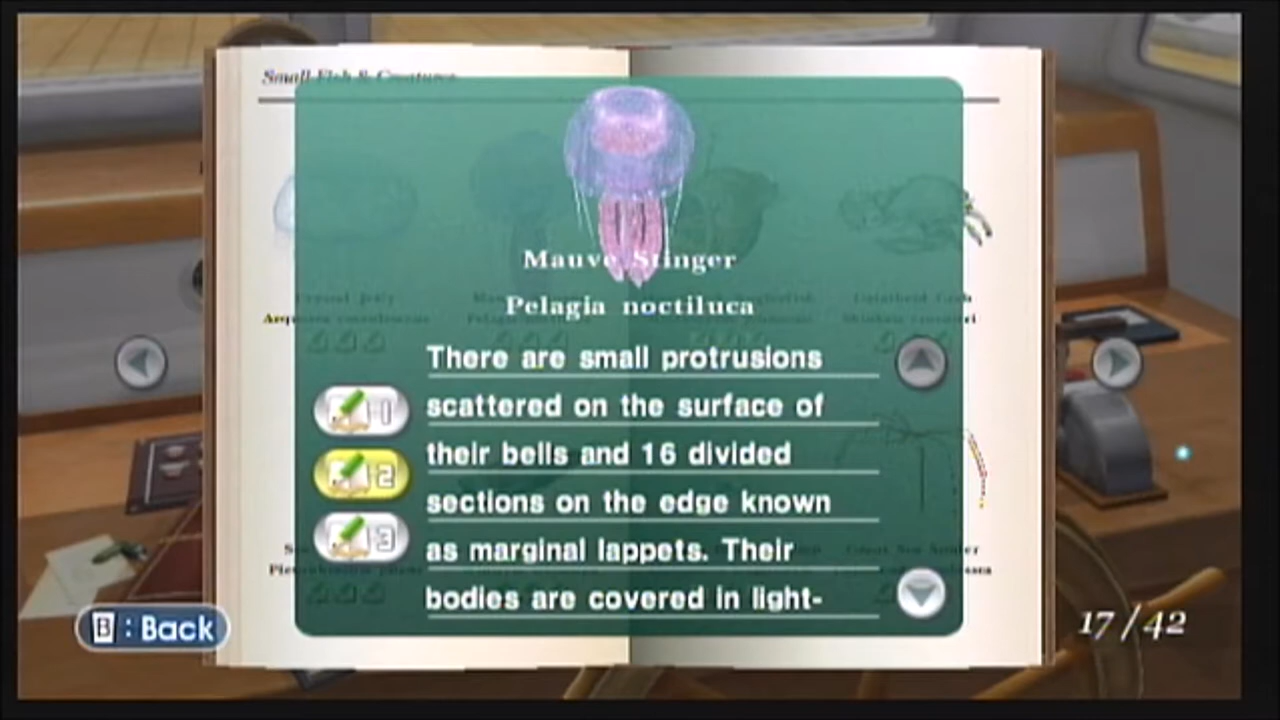 Small Fish & Creatures
Mauve Stinger
Pelagia noctiluca
There are small protrusions
scattered on the surface of
their bells and 16 divided
sections on the edge known
as marginal lappets. Their
bodies are covered in light-
1
2
3
B : Back
17/42